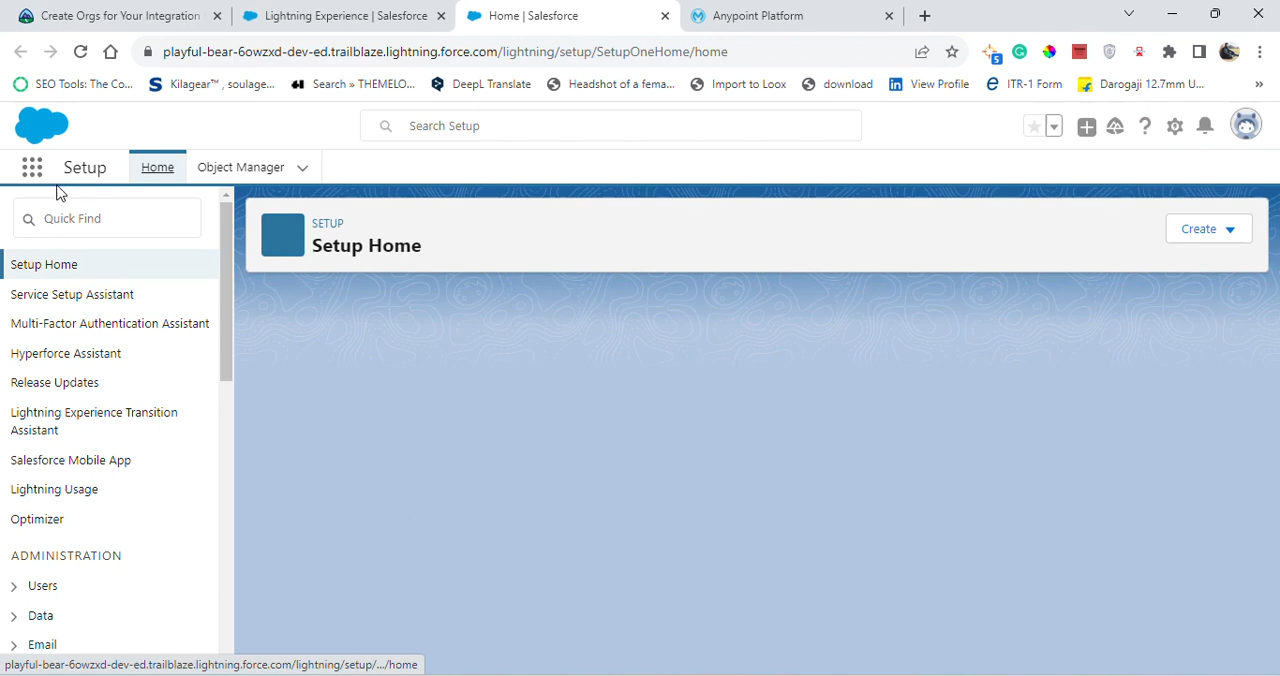 Create Orgs for Your Integration
Lightning Experience | Salesforce
Home | Salesforce
Anypoint Platform
playful-bear-6owzxd-dev-ed.trailblaze.lightning.force.com/lightning/setup/SetupOneHome/home
5
SEO Tools: The Co...
Kilagear™, soulage...
Search » THEMELO...
DeepL Translate
Headshot of a fema...
Import to Loox
download
View Profile
ITR-1 Form
Darogaji 12.7mm U...
Search Setup
Setup
Home
Object Manager
Quick Find
SETUP
Setup Home
Create
Setup Home
Service Setup Assistant
Multi-Factor Authentication Assistant
Hyperforce Assistant
Release Updates
Lightning Experience Transition
Assistant
Salesforce Mobile App
Lightning Usage
Optimizer
ADMINISTRATION
Users
Data
Email
playful-bear-6owzxd-dev-ed.trailblaze.lightning.force.com/lightning/setup/.../home